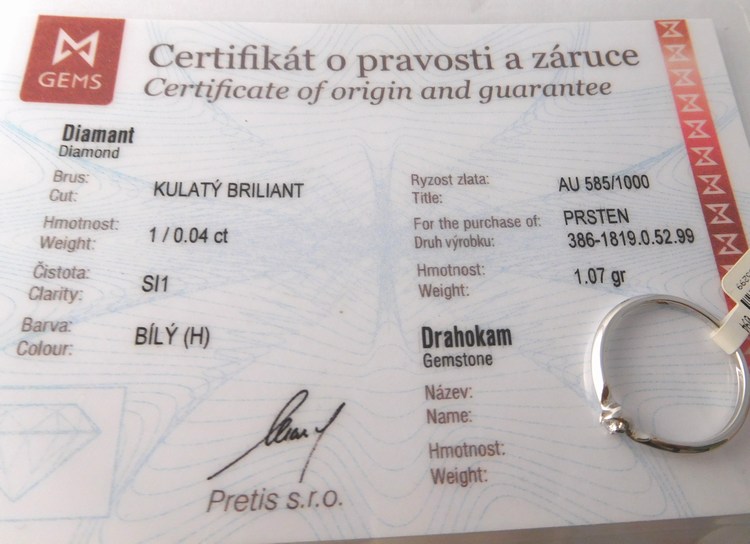 GEMS
Certifikát o pravosti a záruce
Certificate of origin and guarantee
Diamant
Diamond
Brus:
Cut:
KULATÝ BRILIANT
Hmotnost:
Weight:
1 / 0.04 ct
Čistota:
Clarity:
SI1
Barva:
Colour:
BÍLÝ (H)
Ryzost zlata:
Title:
AU 585/1000
For the purchase of:
Druh výrobku:
PRSTEN
386-1819.0.52.99
Hmotnost:
Weight:
1.07 gr
Drahokam
Gemstone
Název:
Name:
Hmotnost:
Weight:
Pretis s.r.o.